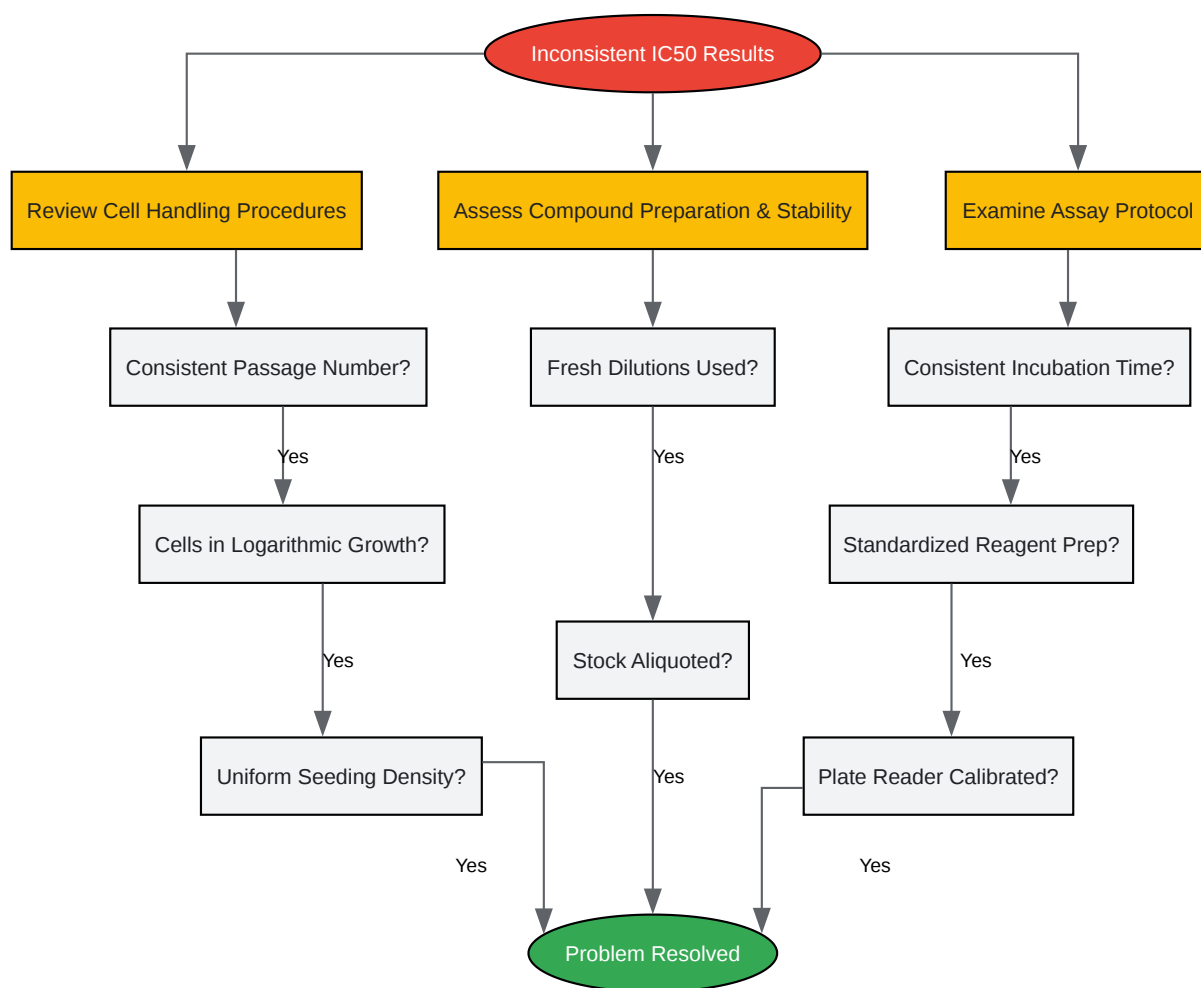 Inconsistent IC50 Results
Review Cell Handling Procedures
Assess Compound Preparation & Stability
Examine Assay Protocol
Consistent Passage Number?
Fresh Dilutions Used?
Consistent Incubation Time?
Yes
Yes
Yes
Cells in Logarithmic Growth?
Standardized Reagent Prep?
Yes
Stock Aliquoted?
Yes
Uniform Seeding Density?
Yes
Plate Reader Calibrated?
Yes
Yes
Problem Resolved